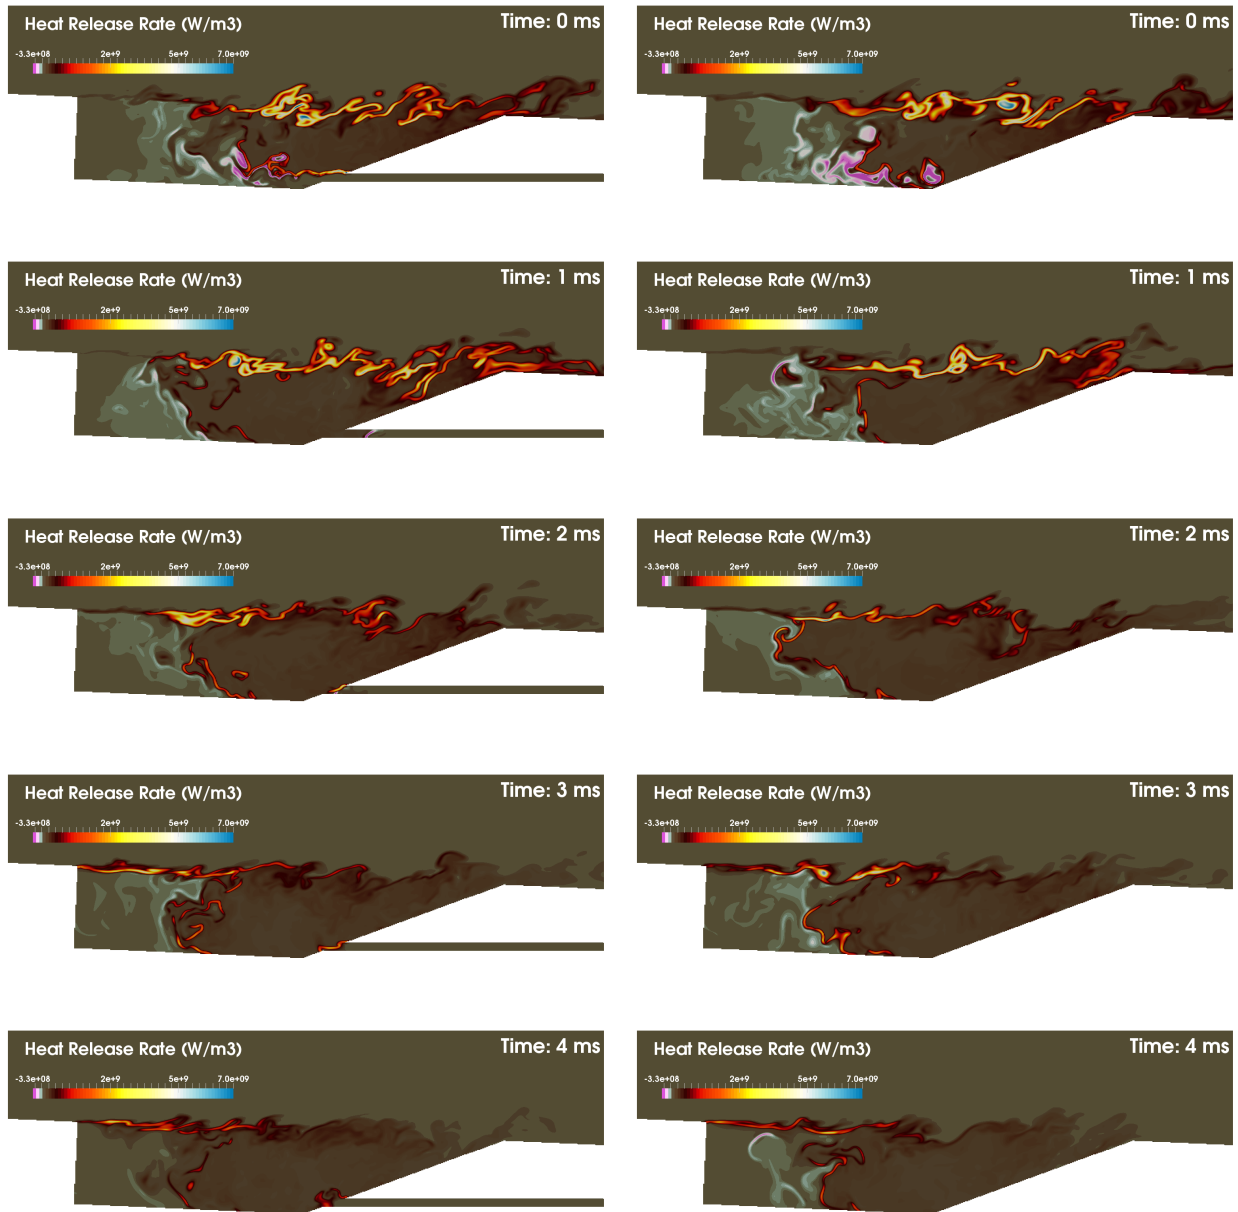 Heat Release Rate (W/m3) Time: 0 ms
-3.3e+08 2e+9 5e+9 7.0e+09
Heat Release Rate (W/m3) Time: 0 ms
-3.3e+08 2e+9 5e+9 7.0e+09
Heat Release Rate (W/m3) Time: 1 ms
-3.3e+08 2e+9 5e+9 7.0e+09
Heat Release Rate (W/m3) Time: 1 ms
-3.3e+08 2e+9 5e+9 7.0e+09
Heat Release Rate (W/m3) Time: 2 ms
-3.3e+08 2e+9 5e+9 7.0e+09
Heat Release Rate (W/m3) Time: 2 ms
-3.3e+08 2e+9 5e+9 7.0e+09
Heat Release Rate (W/m3) Time: 3 ms
-3.3e+08 2e+9 5e+9 7.0e+09
Heat Release Rate (W/m3) Time: 3 ms
-3.3e+08 2e+9 5e+9 7.0e+09
Heat Release Rate (W/m3) Time: 4 ms
-3.3e+08 2e+9 5e+9 7.0e+09
Heat Release Rate (W/m3) Time: 4 ms
-3.3e+08 2e+9 5e+9 7.0e+09